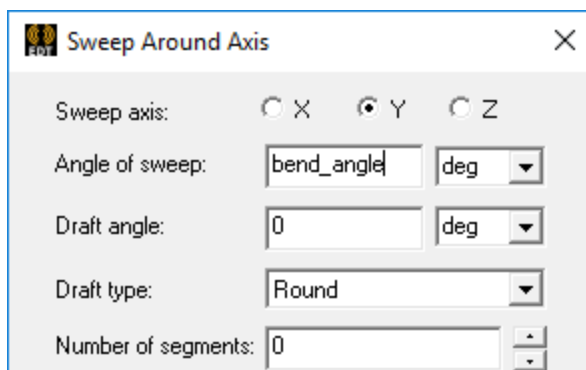 EDT Sweep Around Axis
Sweep axis: X Y Z
Angle of sweep: bend_angle deg
Draft angle: 0 deg
Draft type: Round
Number of segments: 0